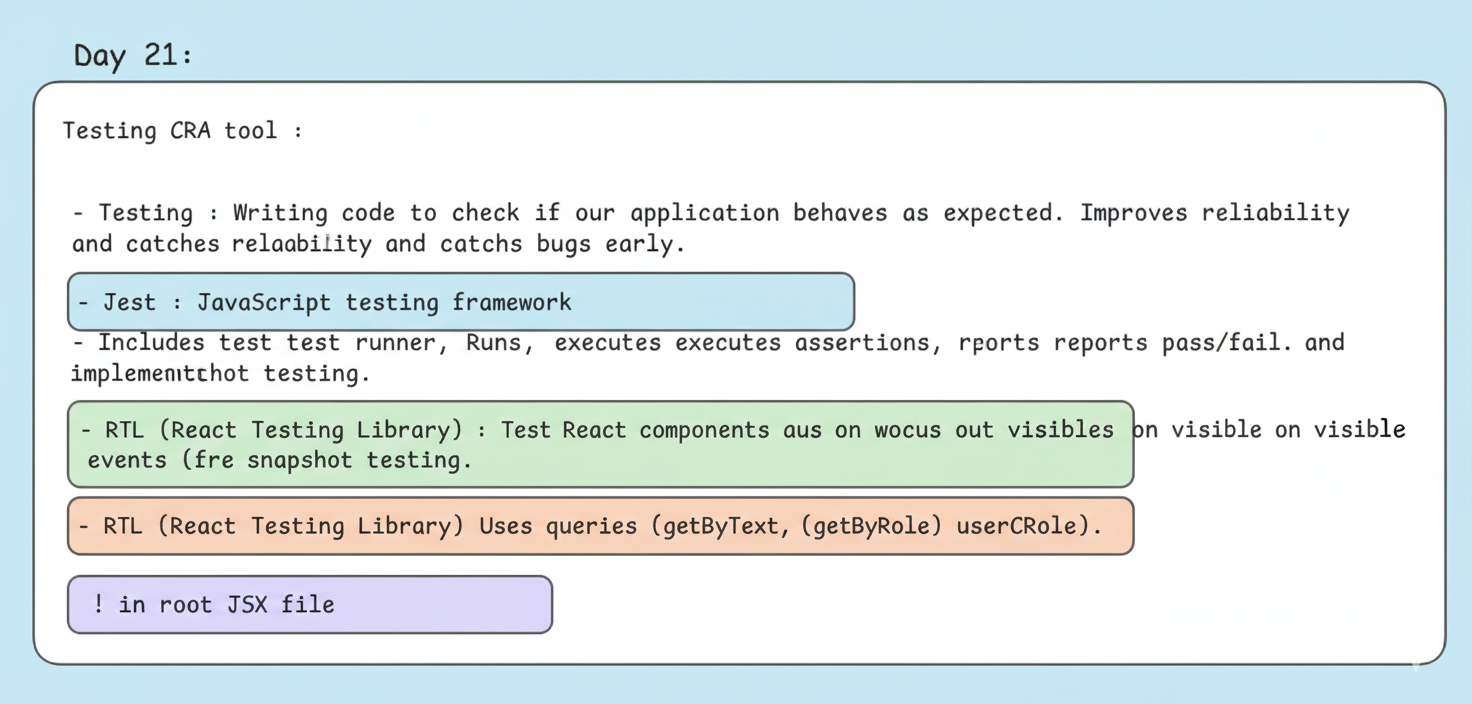 Day 21:
Testing CRA tool :
- Testing : Writing code to check if our application behaves as expected. Improves reliability
and catches relaability and catchs bugs early.
- Jest : JavaScript testing framework
- Includes test test runner, Runs, executes executes assertions, rports reports pass/fail. and
testing.
- RTL (React Testing Library) : Test React components aus on wocus out visibles on visible on visible
events (fre snapshot testing.
- RTL (React Testing Library) Uses queries (getByText, (getByRole) userCRole).
! in root JSX file